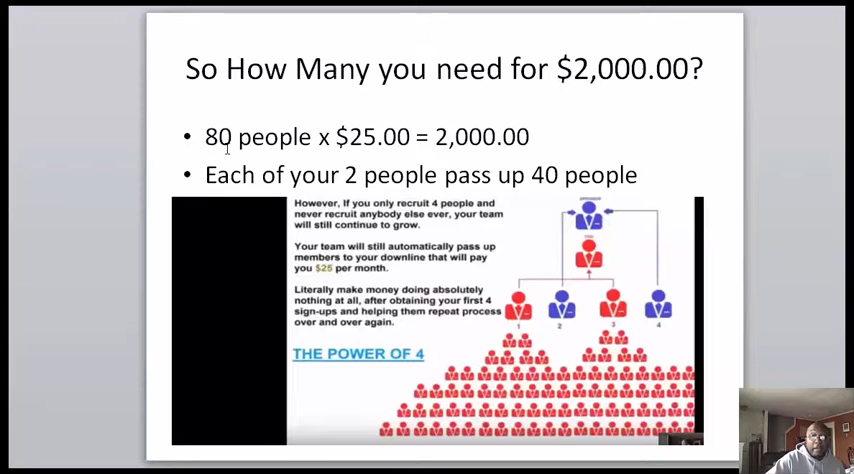 So How Many you need for $2,000.00?
• 80 people x $25.00 = 2,000.00
• Each of your 2 people pass up 40 people
However, If you only recruit 4 people and
never recruit anybody else ever, your team
will still continue to grow.
Your team will still automatically pass up
members to your downline that will pay
you $25 per month.
Literally make money doing absolutely
nothing at all, after obtaining your first 4
sign-ups and helping them repeat process
over and over again.
THE POWER OF 4
1 2 3 4